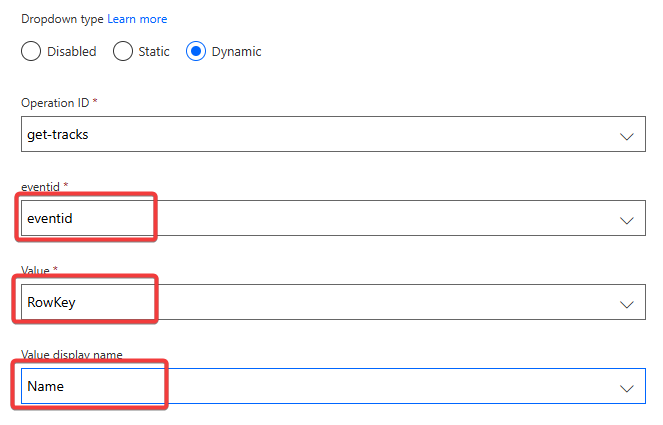 Dropdown type Learn more
Disabled Static Dynamic
Operation ID *
get-tracks
eventid *
eventid
Value *
RowKey
Value display name
Name